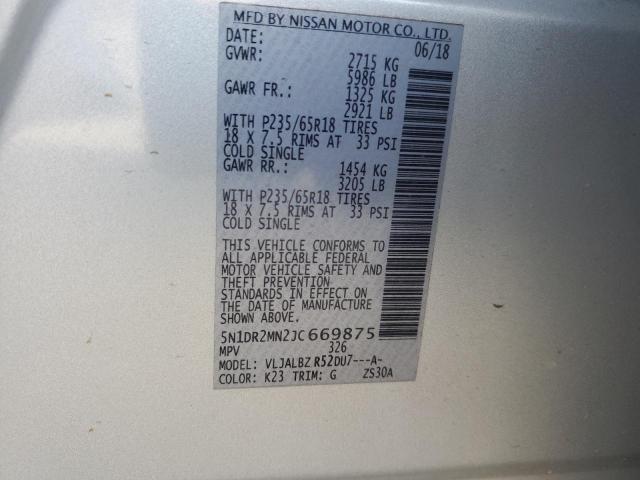 MFD BY NISSAN MOTOR CO., LTD.
DATE: 06/18
GVWR: 2715 KG
5986 LB
GAWR FR.: 1325 KG
2921 LB
WITH P235/65R18 TIRES
18 X 7.5 RIMS AT 33 PSI
COLD SINGLE
GAWR RR.: 1454 KG
3205 LB
WITH P235/65R18 TIRES
18 X 7.5 RIMS AT 33 PSI
COLD SINGLE
THIS VEHICLE CONFORMS TO
ALL APPLICABLE FEDERAL
MOTOR VEHICLE SAFETY AND
THEFT PREVENTION
STANDARDS IN EFFECT ON
THE DATE OF MANUFACTURE
SHOWN ABOVE.
5N1DR2MN2JC669875
MPV 326
MODEL: VLJALBZ R52DU7---A-
COLOR: K23 TRIM: G ZS30A